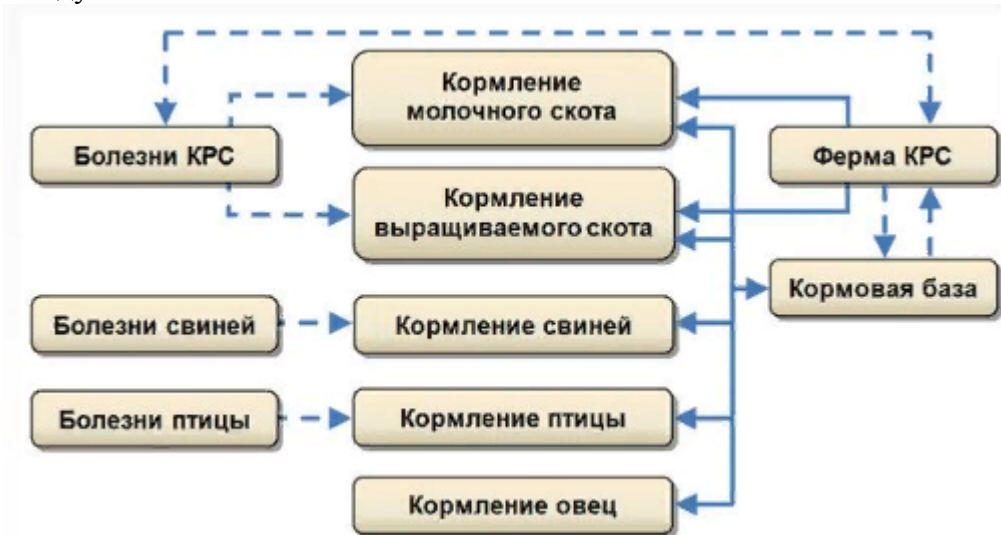 Кормление
молочного скота
Болезни КРС
Ферма КРС
Кормление
выращиваемого скота
Кормовая база
Болезни свиней
Кормление свиней
Болезни птицы
Кормление птицы
Кормление овец